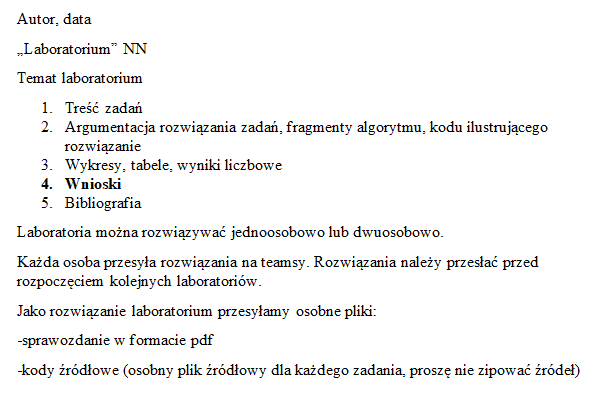 Autor, data
„Laboratorium” NN
Temat laboratorium
1. Treść zadań
2. Argumentacja rozwiązania zadań, fragmenty algorytmu, kodu ilustrującego
rozwiązanie
3. Wykresy, tabele, wyniki liczbowe
4. Wnioski
5. Bibliografia
Laboratoria można rozwiązywać jednoosobowo lub dwuosobowo.
Każda osoba przesyła rozwiązania na teamsy. Rozwiązania należy przesłać przed
rozpoczęciem kolejnych laboratoriów.
Jako rozwiązanie laboratorium przesyłamy osobne pliki:
-sprawozdanie w formacie pdf
-kody źródłowe (osobny plik źródłowy dla każdego zadania, proszę nie zipować źródeł)